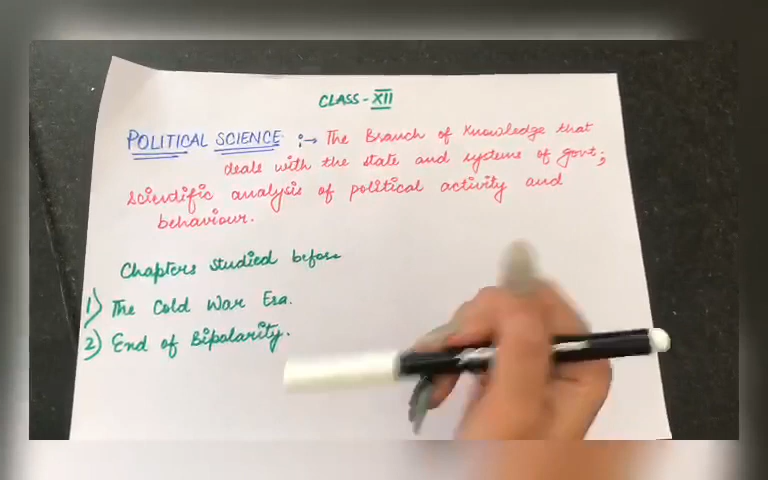 CLASS - XII
POLITICAL SCIENCE :→ The Branch of Knowledge that
deals with the state and systems of govt;
Scientific analysis of political activity and
behaviour.
Chapters studied before
1) The Cold War Era.
2) End of Bipolarity.